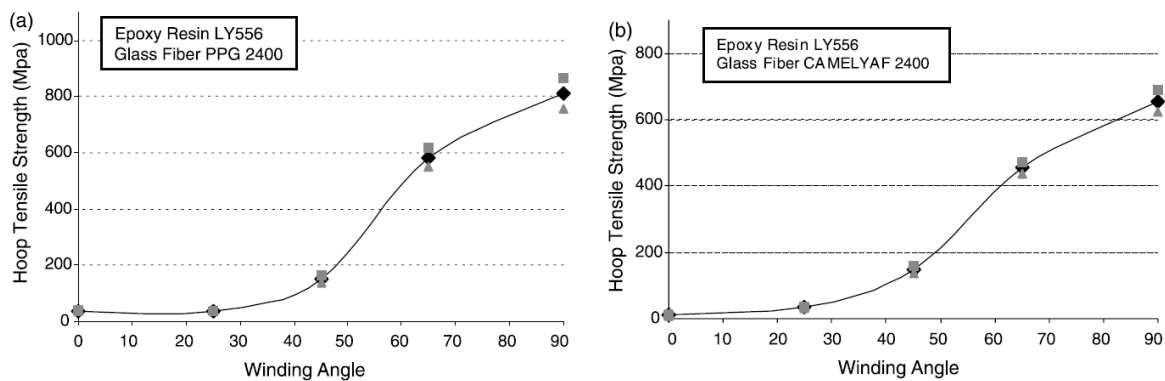 (a)
Epoxy Resin LY556
Glass Fiber PPG 2400
Hoop Tensile Strength (Mpa)
1000
800
600
400
200
0
0 10 20 30 40 50 60 70 80 90
Winding Angle
(b)
Epoxy Resin LY556
Glass Fiber CAMELYAF 2400
Hoop Tensile Strength (Mpa)
800
600
400
200
0
0 10 20 30 40 50 60 70 80 90
Winding Angle